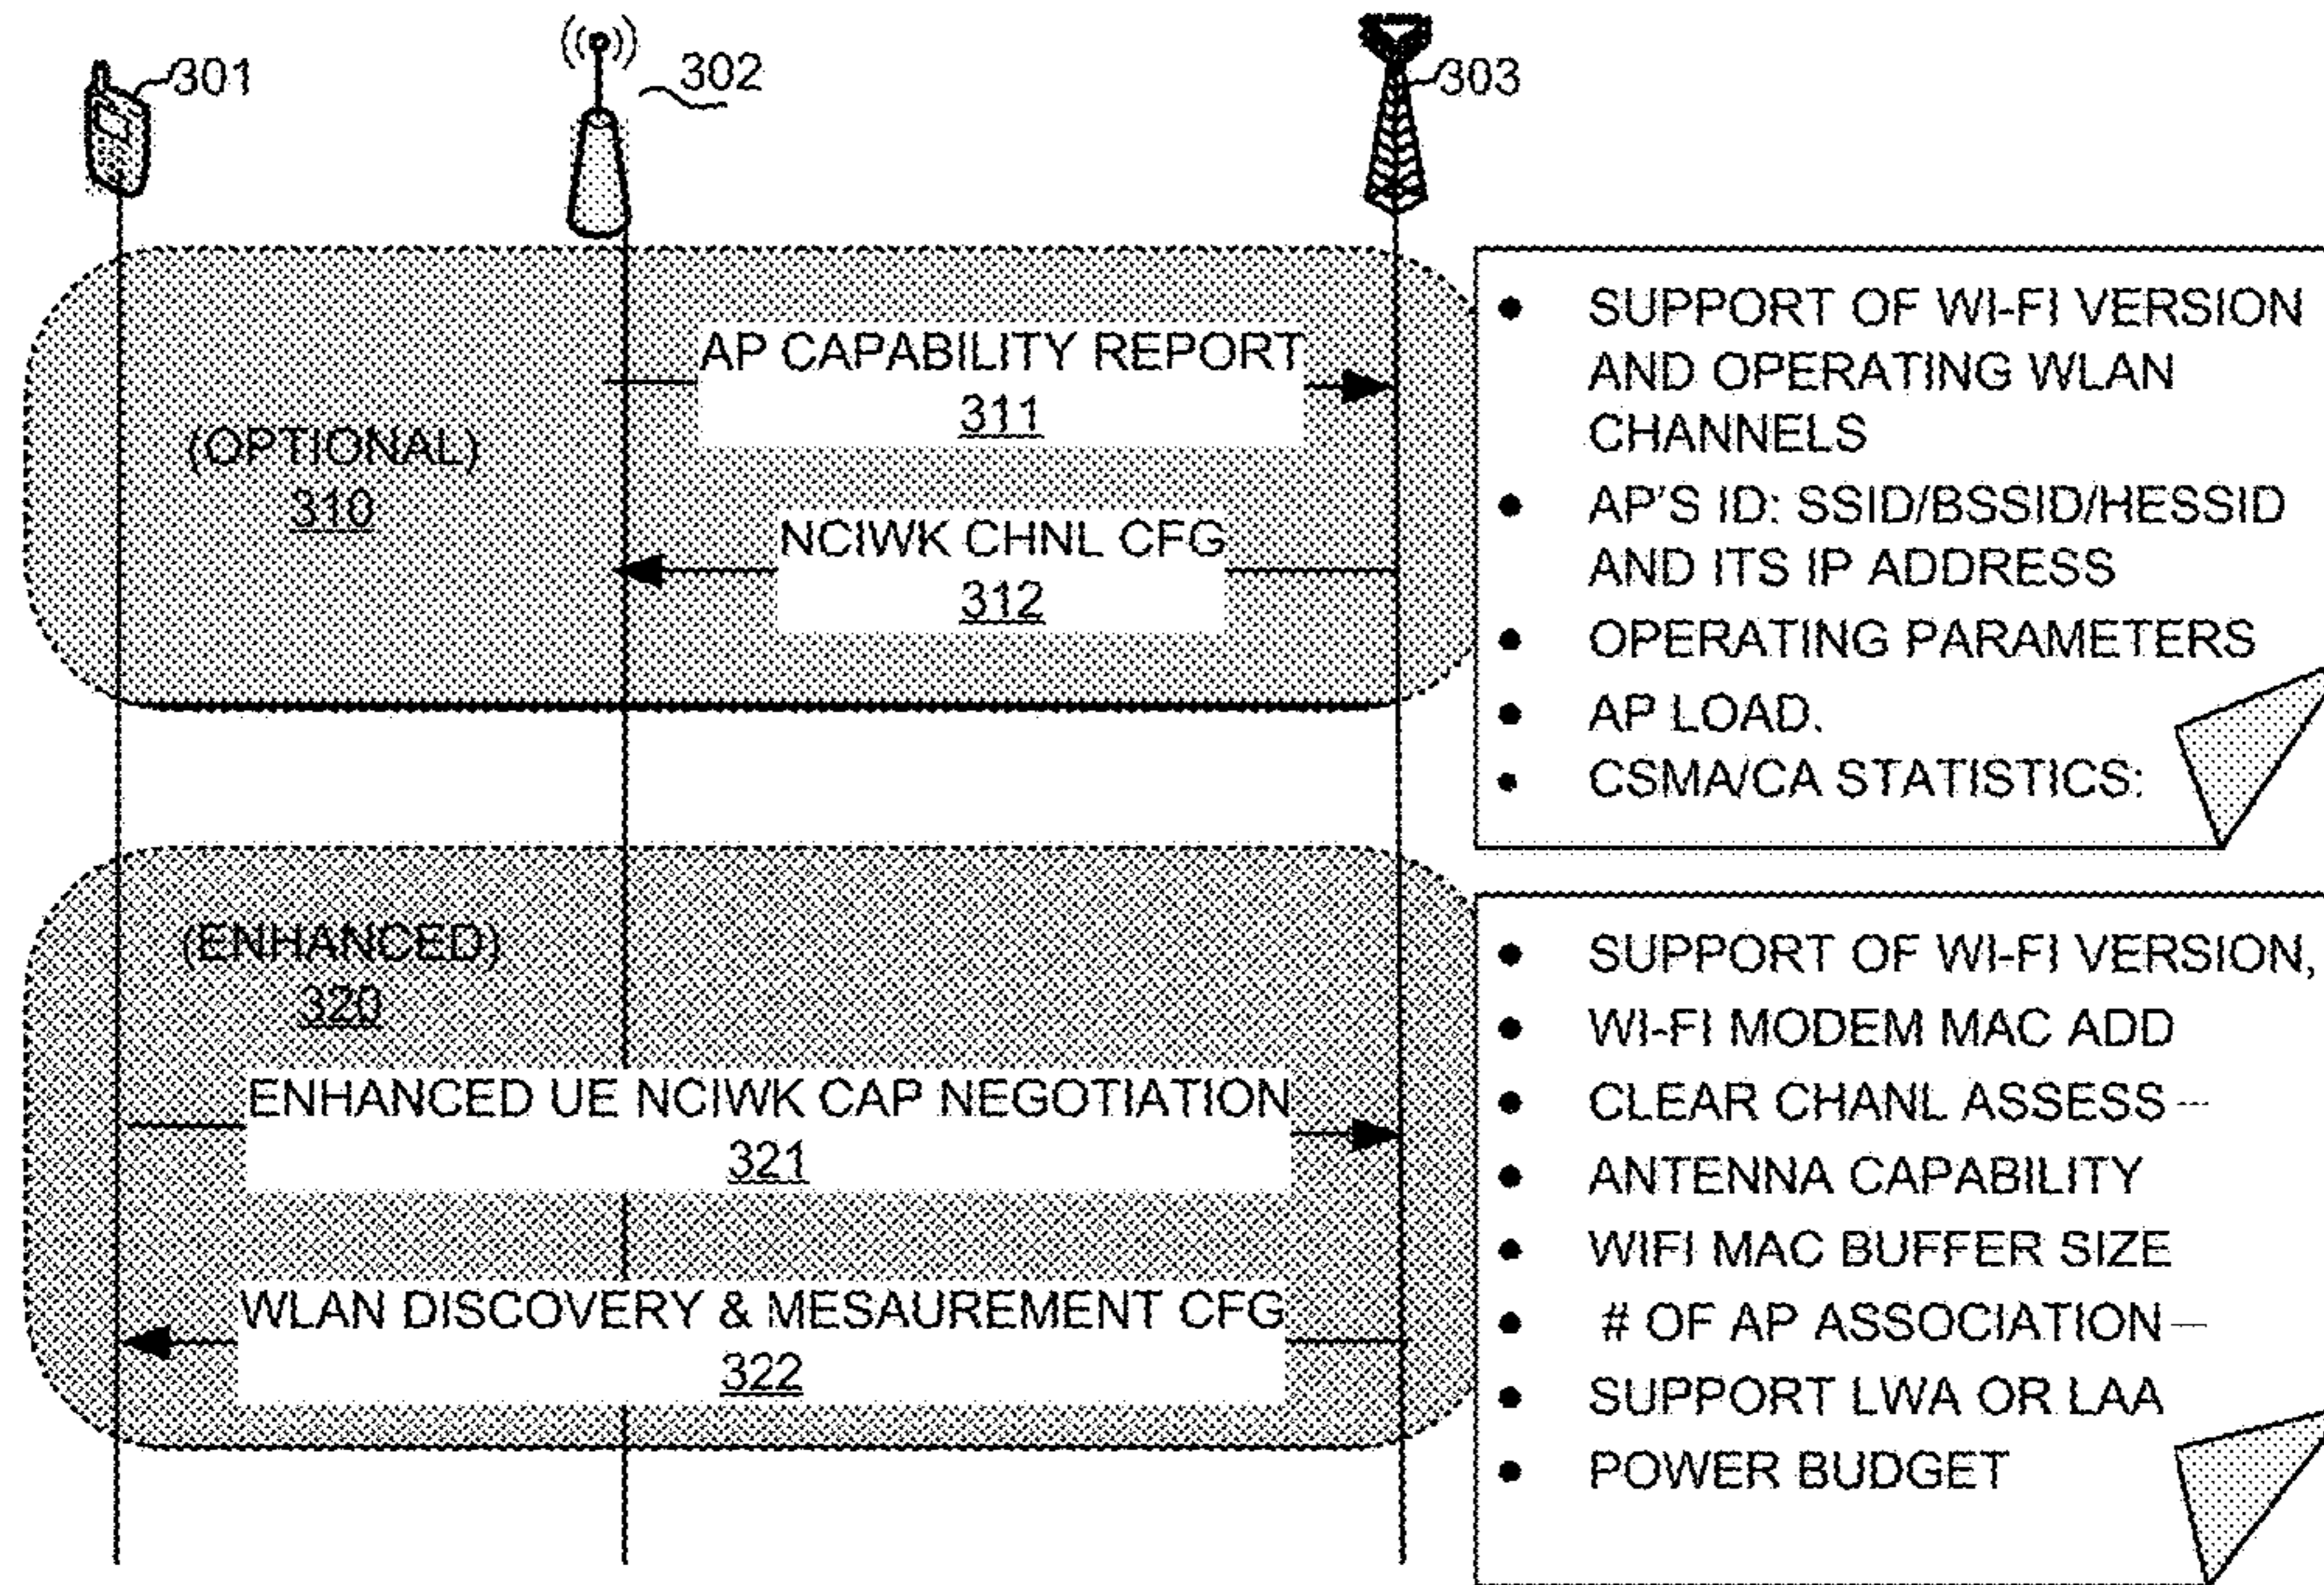 301
302
303
AP CAPABILITY REPORT
311
(OPTIONAL)
310
NCIWK CHNL CFG
312
• SUPPORT OF WI-FI VERSION
AND OPERATING WLAN
CHANNELS
• AP'S ID: SSID/BSSID/HESSID
AND ITS IP ADDRESS
• OPERATING PARAMETERS
• AP LOAD.
• CSMA/CA STATISTICS:
(ENHANCED)
320
ENHANCED UE NCIWK CAP NEGOTIATION
321
WLAN DISCOVERY & MESAUREMENT CFG
322
• SUPPORT OF WI-FI VERSION,
• WI-FI MODEM MAC ADD
• CLEAR CHANL ASSESS --
• ANTENNA CAPABILITY
• WIFI MAC BUFFER SIZE
• # OF AP ASSOCIATION --
• SUPPORT LWA OR LAA
• POWER BUDGET